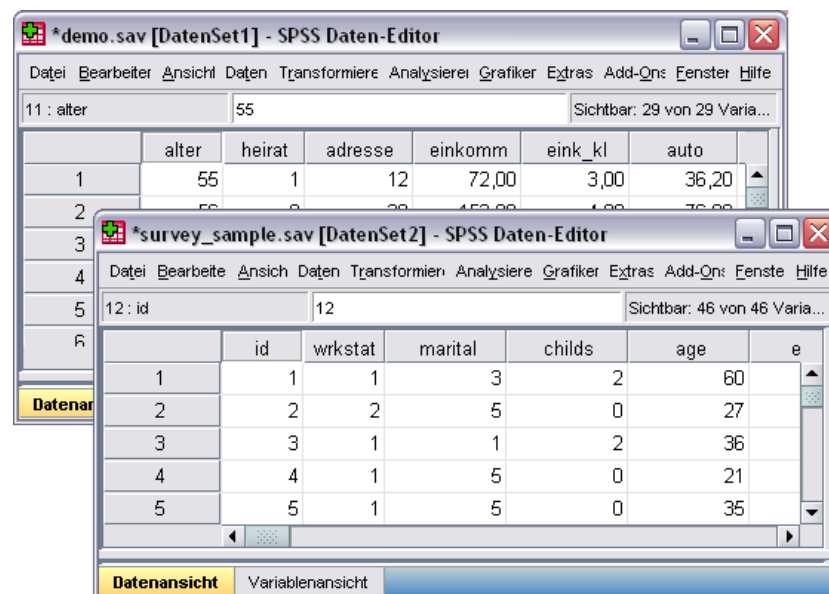 *demo.sav [DatenSet1] - SPSS Daten-Editor
Datei Bearbeiter Ansicht Daten Transformiere Analysierei Grafiker Extras Add-Ons Fenster Hilfe
11 : alter 55 Sichtbar: 29 von 29 Varia...
alter heirat adresse einkomm eink_kl auto
1 55 1 12 72,00 3,00 36,20
2
3
4
5
6
Datenar
*survey_sample.sav [DatenSet2] - SPSS Daten-Editor
Datei Bearbeite Ansich Daten Transformier Analysiere Grafiker Extras Add-Ons Fenste Hilfe
12 : id 12 Sichtbar: 46 von 46 Varia...
id wrkstat marital childs age e
1 1 1 3 2 60
2 2 2 5 0 27
3 3 1 1 2 36
4 4 1 5 0 21
5 5 1 5 0 35
Datenansicht Variablenansicht